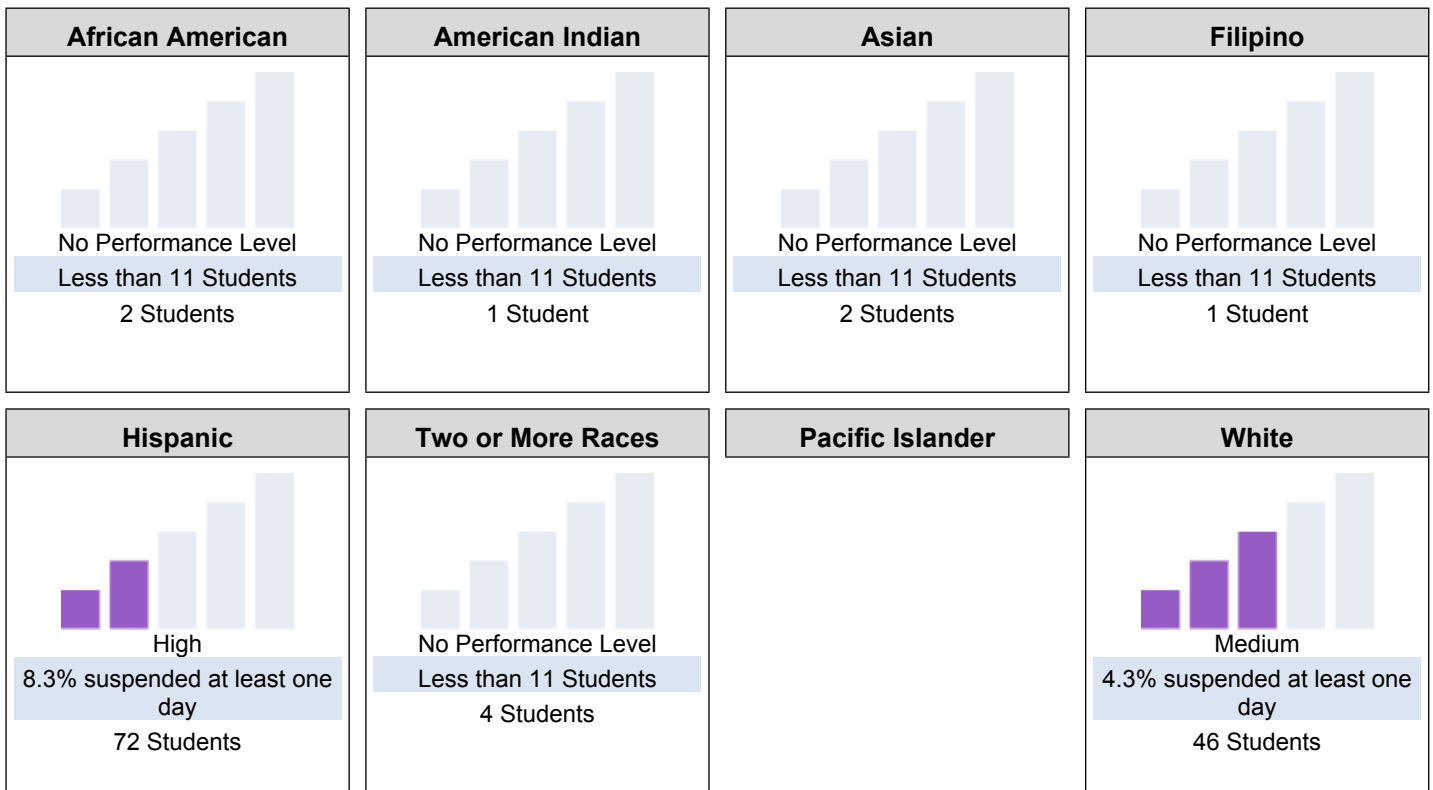 African American
No Performance Level
Less than 11 Students
2 Students
American Indian
No Performance Level
Less than 11 Students
1 Student
Asian
No Performance Level
Less than 11 Students
2 Students
Filipino
No Performance Level
Less than 11 Students
1 Student
Hispanic
High
8.3% suspended at least one
day
72 Students
Two or More Races
No Performance Level
Less than 11 Students
4 Students
Pacific Islander
White
Medium
4.3% suspended at least one
day
46 Students